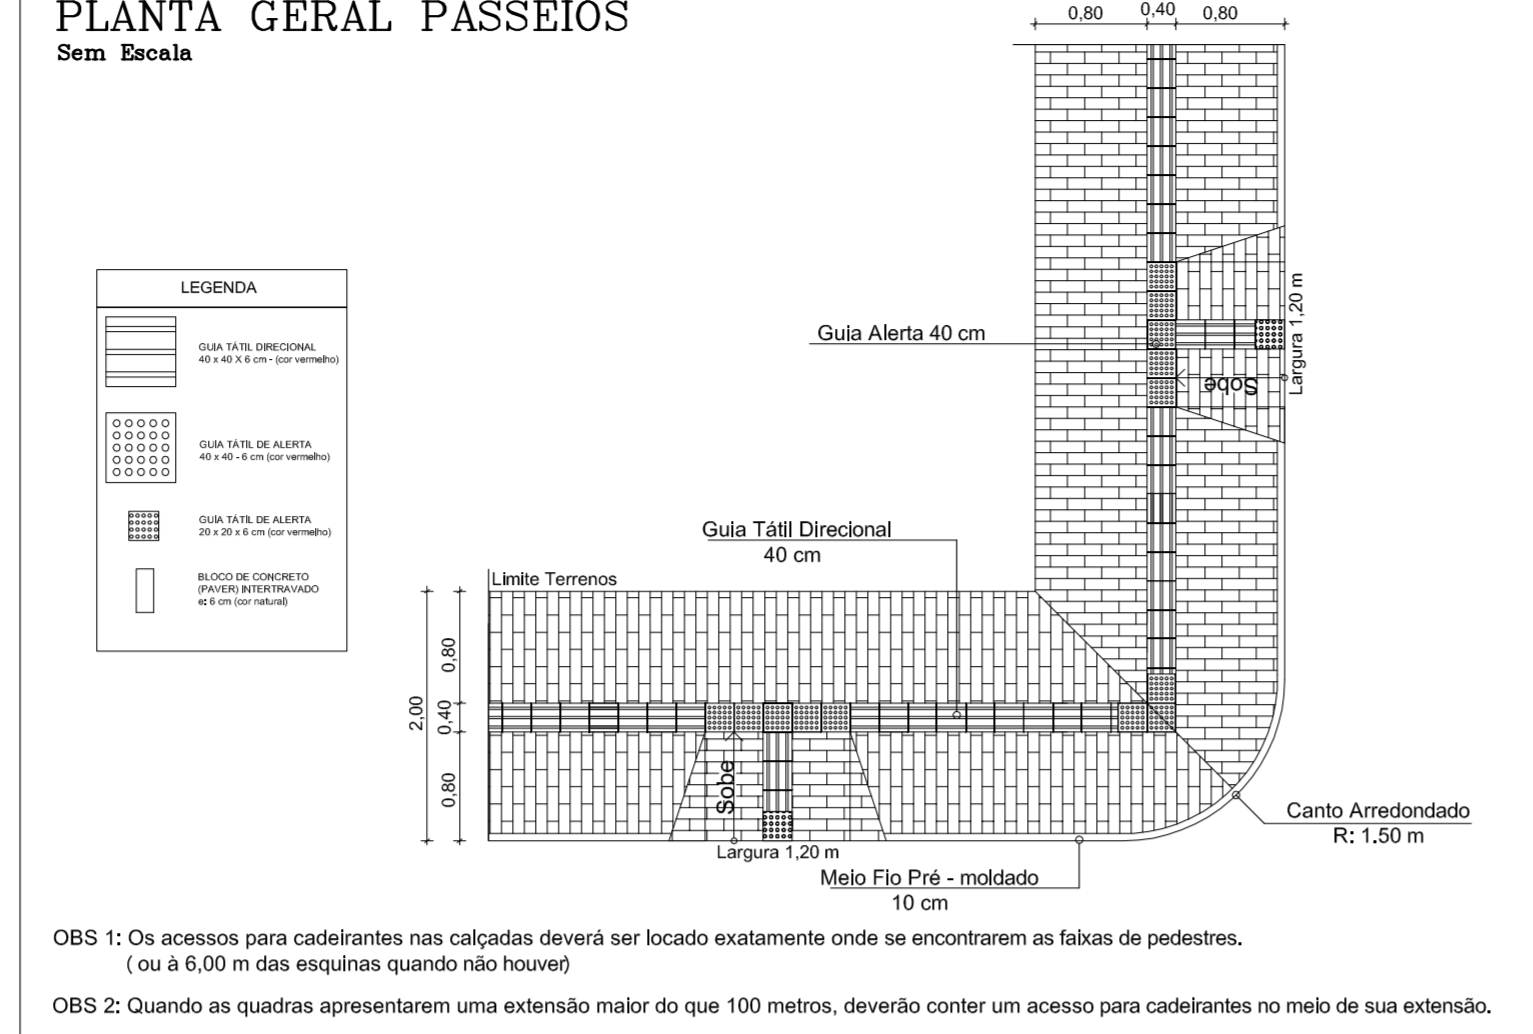 PLANTA GERAL PASSEIOS
Sem Escala
0,80
0,40
0,80
LEGENDA
GUIA TÁTIL DIRECIONAL
40 x 40 X 6 cm - (cor vermelho)
GUIA TÁTIL DE ALERTA
40 x 40 - 6 cm (cor vermelho)
GUIA TÁTIL DE ALERTA
20 x 20 x 6 cm (cor vermelho)
BLOCO DE CONCRETO
(PAVER) INTERTRAVADO
e: 6 cm (cor natural)
Guia Alerta 40 cm
Largura 1,20 m
Sobe
Guia Tátil Direcional
40 cm
Limite Terrenos
0,80
2,00
0,40
0,80
Sobe
Largura 1,20 m
Canto Arredondado
R: 1.50 m
Meio Fio Pré - moldado
10 cm
OBS 1: Os acessos para cadeirantes nas calçadas deverá ser locado exatamente onde se encontrarem as faixas de pedestres.
( ou à 6,00 m das esquinas quando não houver)
OBS 2: Quando as quadras apresentarem uma extensão maior do que 100 metros, deverão conter um acesso para cadeirantes no meio de sua extensão.